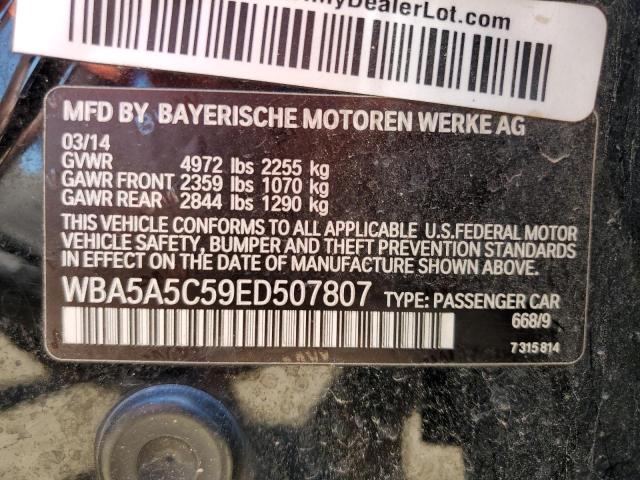 MyDealerLot.com
MFD BY BAYERISCHE MOTOREN WERKE AG
03/14
GVWR 4972 lbs 2255 kg
GAWR FRONT 2359 lbs 1070 kg
GAWR REAR 2844 lbs 1290 kg
THIS VEHICLE CONFORMS TO ALL APPLICABLE U.S.FEDERAL MOTOR
VEHICLE SAFETY, BUMPER AND THEFT PREVENTION STANDARDS
IN EFFECT ON THE DATE OF MANUFACTURE SHOWN ABOVE.
WBA5A5C59ED507807 TYPE: PASSENGER CAR
668/9
7 315 814